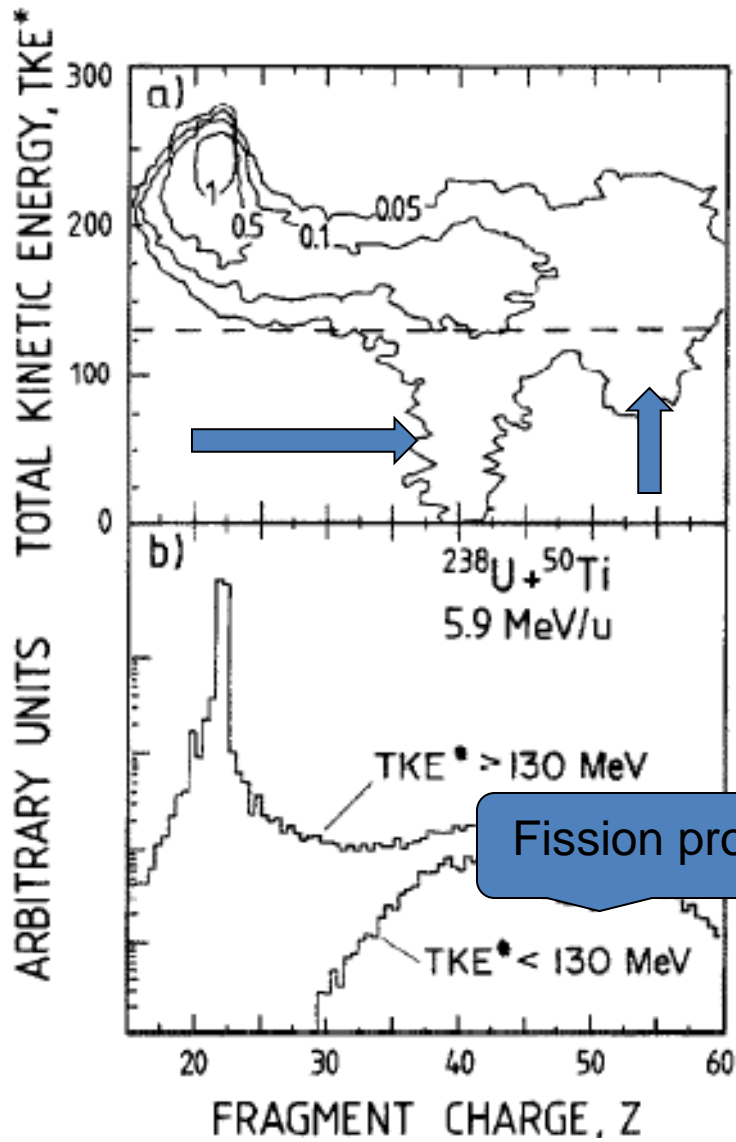 TOTAL KINETIC ENERGY, TKE*
300
200
100
0
a)
1
0.5
0.1
0.05
b)
²³⁸U+⁵⁰Ti
5.9 MeV/u
ARBITRARY UNITS
TKE* > 130 MeV
Fission pro
TKE* < 130 MeV
20 30 40 50 60
FRAGMENT CHARGE, Z